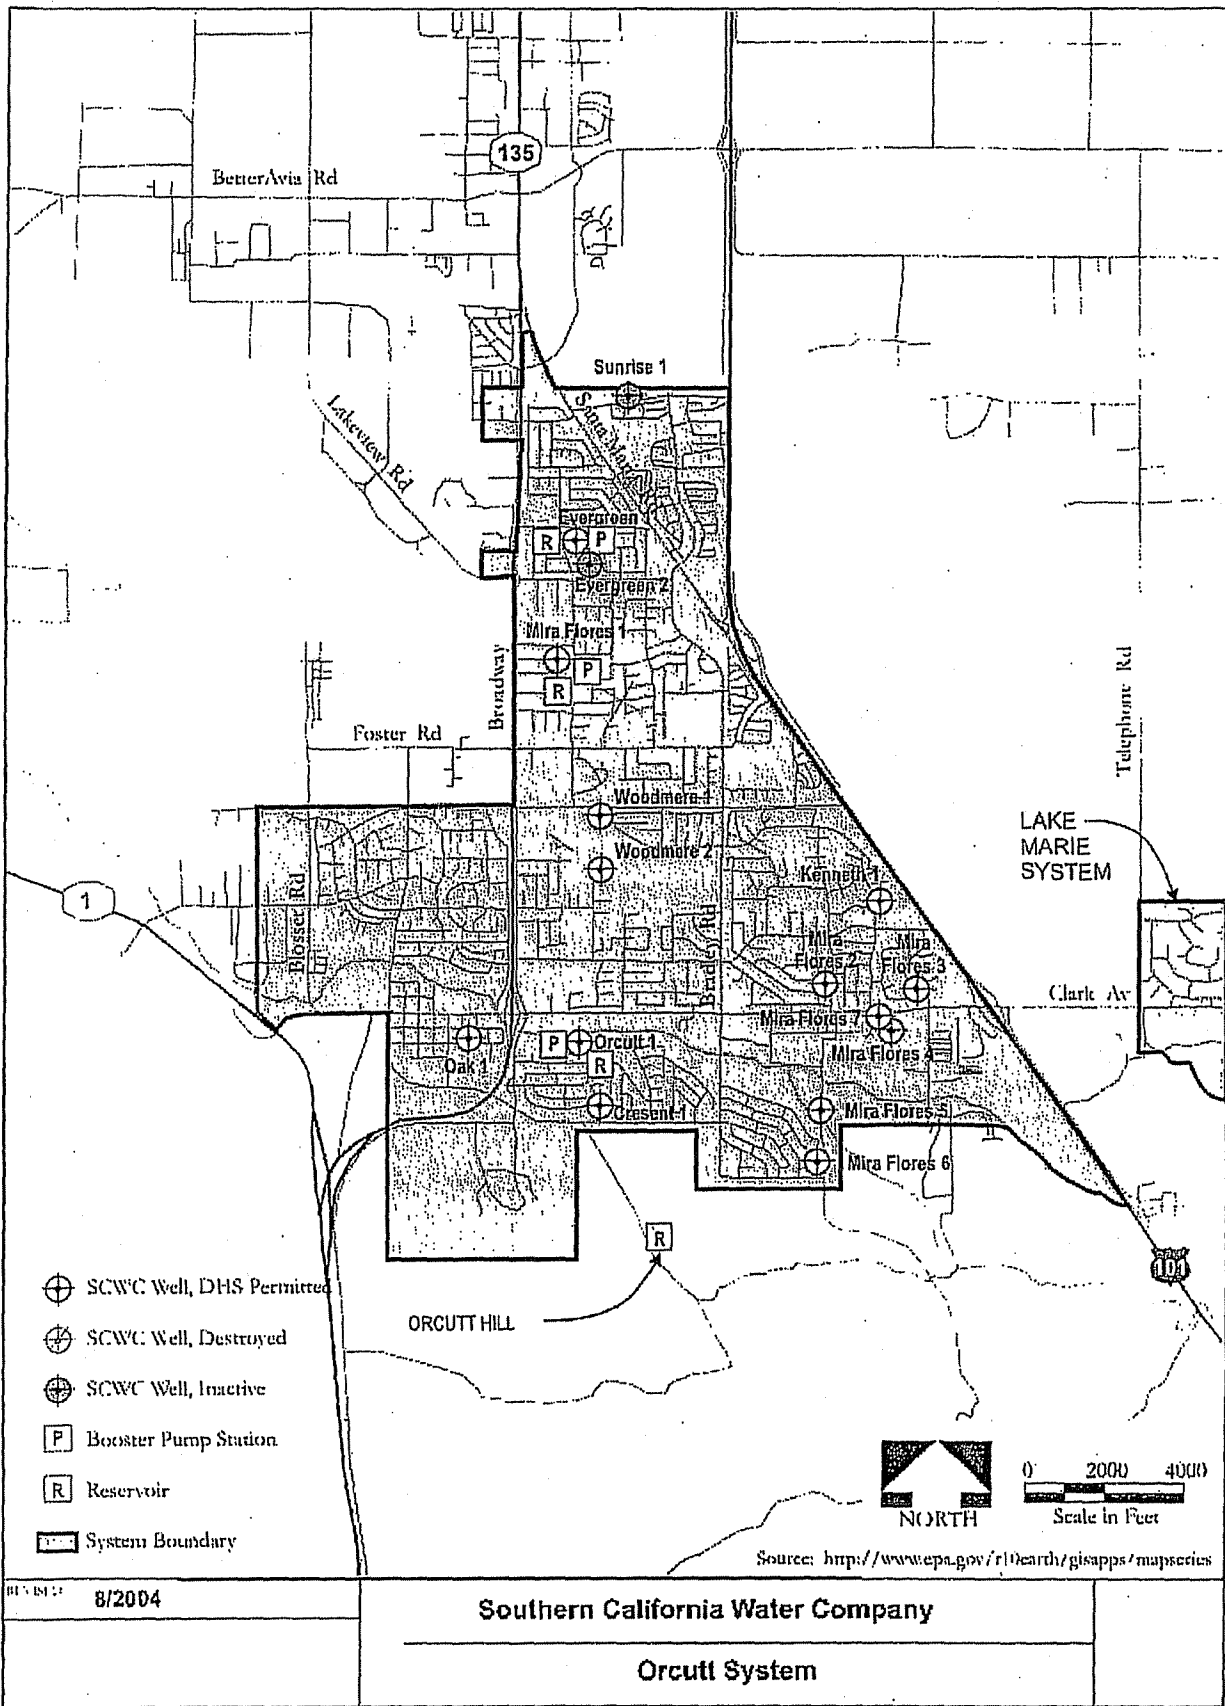 135
BetterAvia Rd
Sunrise 1
Santa Maria
Lakeview Rd
Evergreen
R
P
Evergreen 2
Mira Flores 1
P
R
Broadway
Foster Rd
Telephone Rd
Woodmere 1
Woodmere 2
LAKE
MARIE
SYSTEM
Kenneth 1
1
Blosser Rd
Bradley Rd
Mira
Flores 2
Mira
Flores 3
Clark Av
Mira Flores 7
Mira Flores 4
P
Orcutt 1
R
Oak 1
Cresent 1
Mira Flores 5
Mira Flores 6
R
101
ORCUTT HILL
SCWC Well, DHS Permitted
SCWC Well, Destroyed
SCWC Well, Inactive
P
Booster Pump Station
R
Reservoir
System Boundary
NORTH
0 2000 4000
Scale in Feet
Source: http://www.epa.gov/r10earth/gisapps/mapseries
REVISED
8/2004
Southern California Water Company
Orcutt System